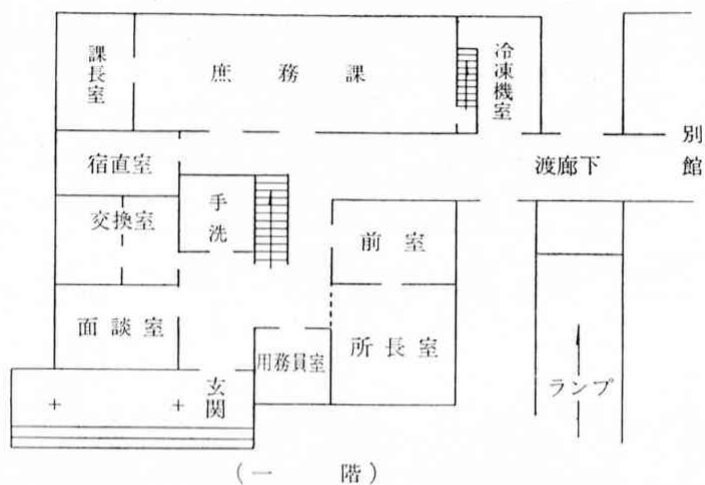 課長室
庶務課
冷凍機室
別館
宿直室
渡廊下
手洗
交換室
前室
面談室
用務員室
所長室
ランプ
玄関
(一階)